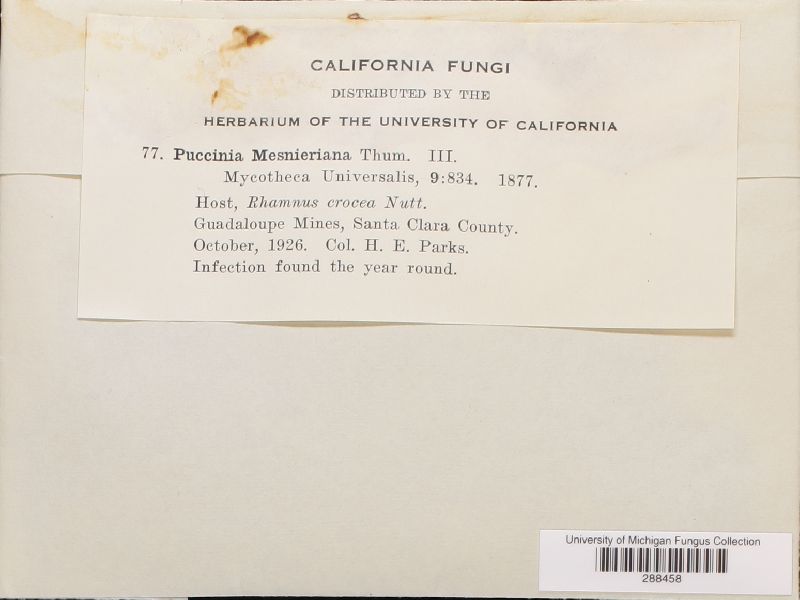 CALIFORNIA FUNGI
DISTRIBUTED BY THE
HERBARIUM OF THE UNIVERSITY OF CALIFORNIA
77. Puccinia Mesnieriana Thum. III.
Mycotheca Universalis, 9:834. 1877.
Host, Rhamnus crocea Nutt.
Guadaloupe Mines, Santa Clara County.
October, 1926. Col. H. E. Parks.
Infection found the year round.
University of Michigan Fungus Collection
288458